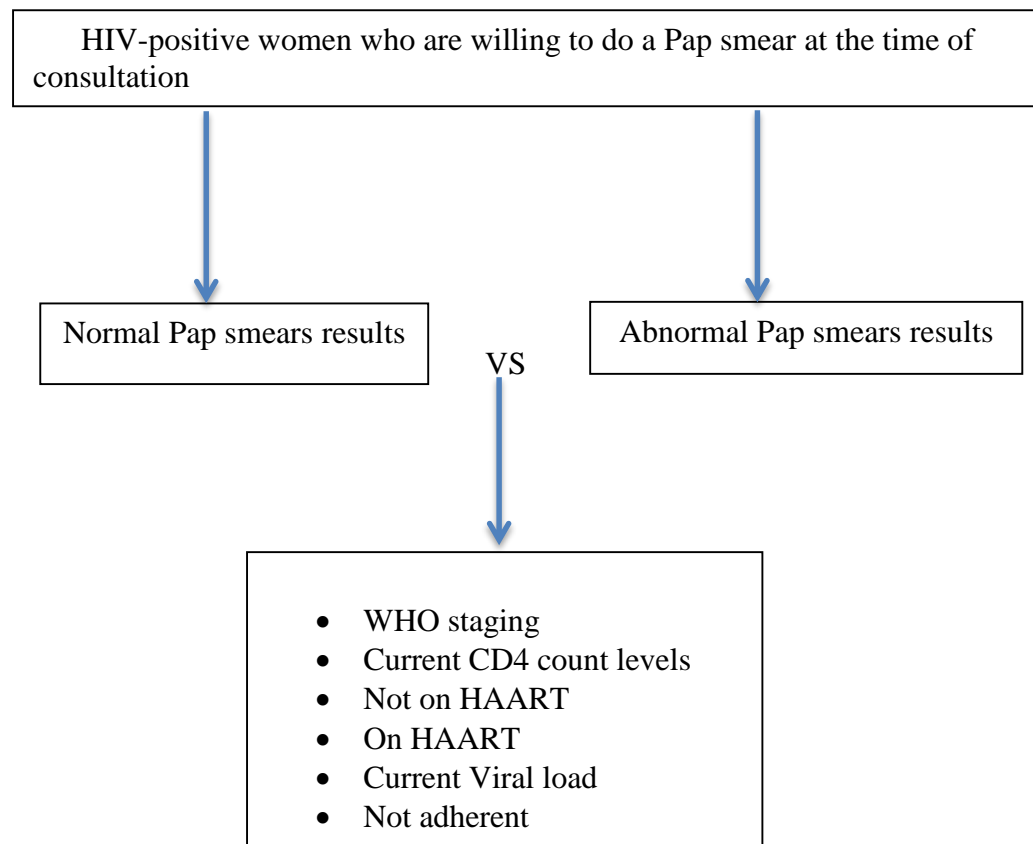 HIV-positive women who are willing to do a Pap smear at the time of
consultation
Normal Pap smears results
Abnormal Pap smears results
VS
• WHO staging
• Current CD4 count levels
• Not on HAART
• On HAART
• Current Viral load
• Not adherent